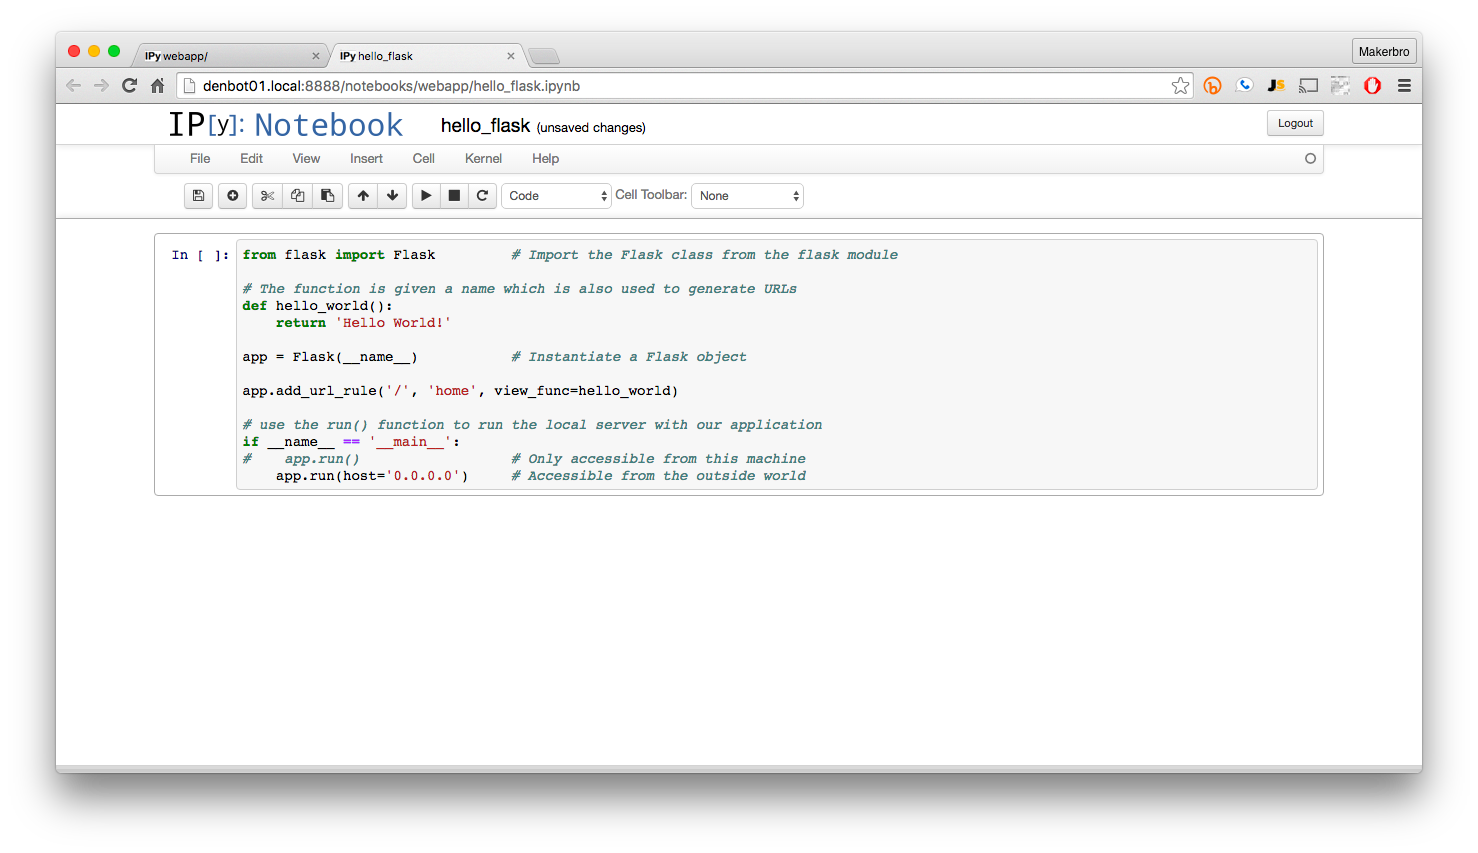 IPy webapp/
IPy hello_flask
Makerbro
denbot01.local:8888/notebooks/webapp/hello_flask.ipynb
JS
IP[y]: Notebook
hello_flask (unsaved changes)
Logout
File Edit View Insert Cell Kernel Help
Code Cell Toolbar: None
In [ ]: from flask import Flask # Import the Flask class from the flask module
# The function is given a name which is also used to generate URLs
def hello_world():
return 'Hello World!'
app = Flask(__name__) # Instantiate a Flask object
app.add_url_rule('/', 'home', view_func=hello_world)
# use the run() function to run the local server with our application
if __name__ == '__main__':
# app.run() # Only accessible from this machine
app.run(host='0.0.0.0') # Accessible from the outside world